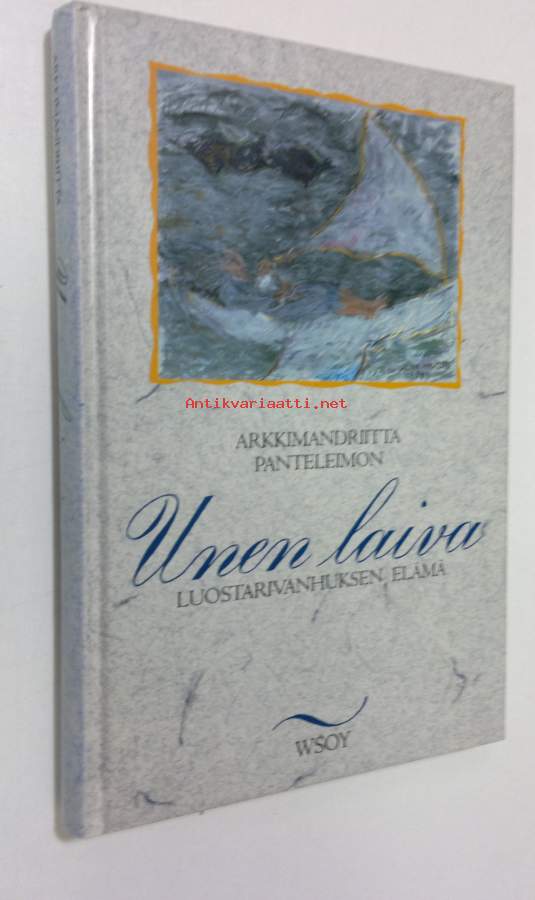 Antikvariaatti.net
ARKKIMANDRIITTA
PANTELEIMON
Unen laiva
LUOSTARIVANHUKSEN ELÄMÄ
WSOY